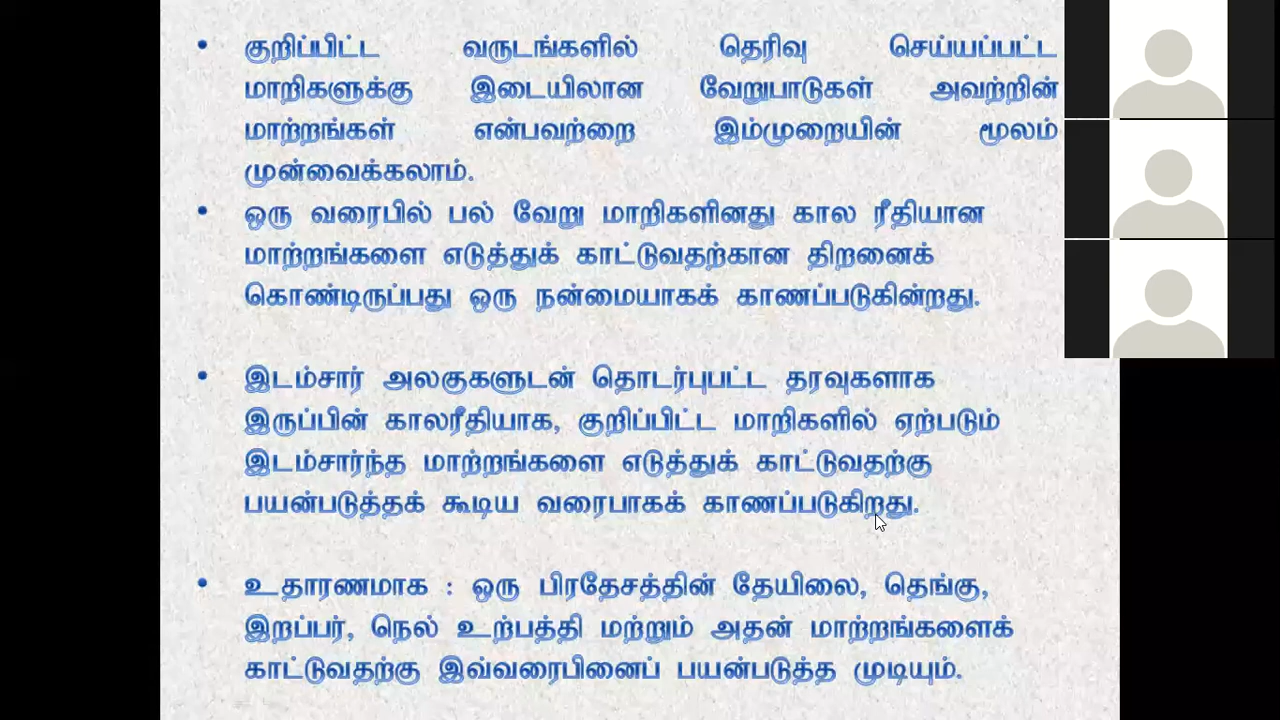 • குறிப்பிட்ட வருடங்களில் தெரிவு செய்யப்பட்ட
மாறிகளுக்கு இடையிலான வேறுபாடுகள் அவற்றின்
மாற்றங்கள் என்பவற்றை இம்முறையின் மூலம்
முன்வைக்கலாம்.
• ஒரு வரைபில் பல் வேறு மாறிகளினது கால ரீதியான
மாற்றங்களை எடுத்துக் காட்டுவதற்கான திறனைக்
கொண்டிருப்பது ஒரு நன்மையாகக் காணப்படுகின்றது.
• இடம்சார் அலகுகளுடன் தொடர்புபட்ட தரவுகளாக
இருப்பின் காலரீதியாக, குறிப்பிட்ட மாறிகளில் ஏற்படும்
இடம்சார்ந்த மாற்றங்களை எடுத்துக் காட்டுவதற்கு
பயன்படுத்தக் கூடிய வரைபாகக் காணப்படுகிறது.
• உதாரணமாக : ஒரு பிரதேசத்தின் தேயிலை, தெங்கு,
இறப்பர், நெல் உற்பத்தி மற்றும் அதன் மாற்றங்களைக்
காட்டுவதற்கு இவ்வரைபினைப் பயன்படுத்த முடியும்.